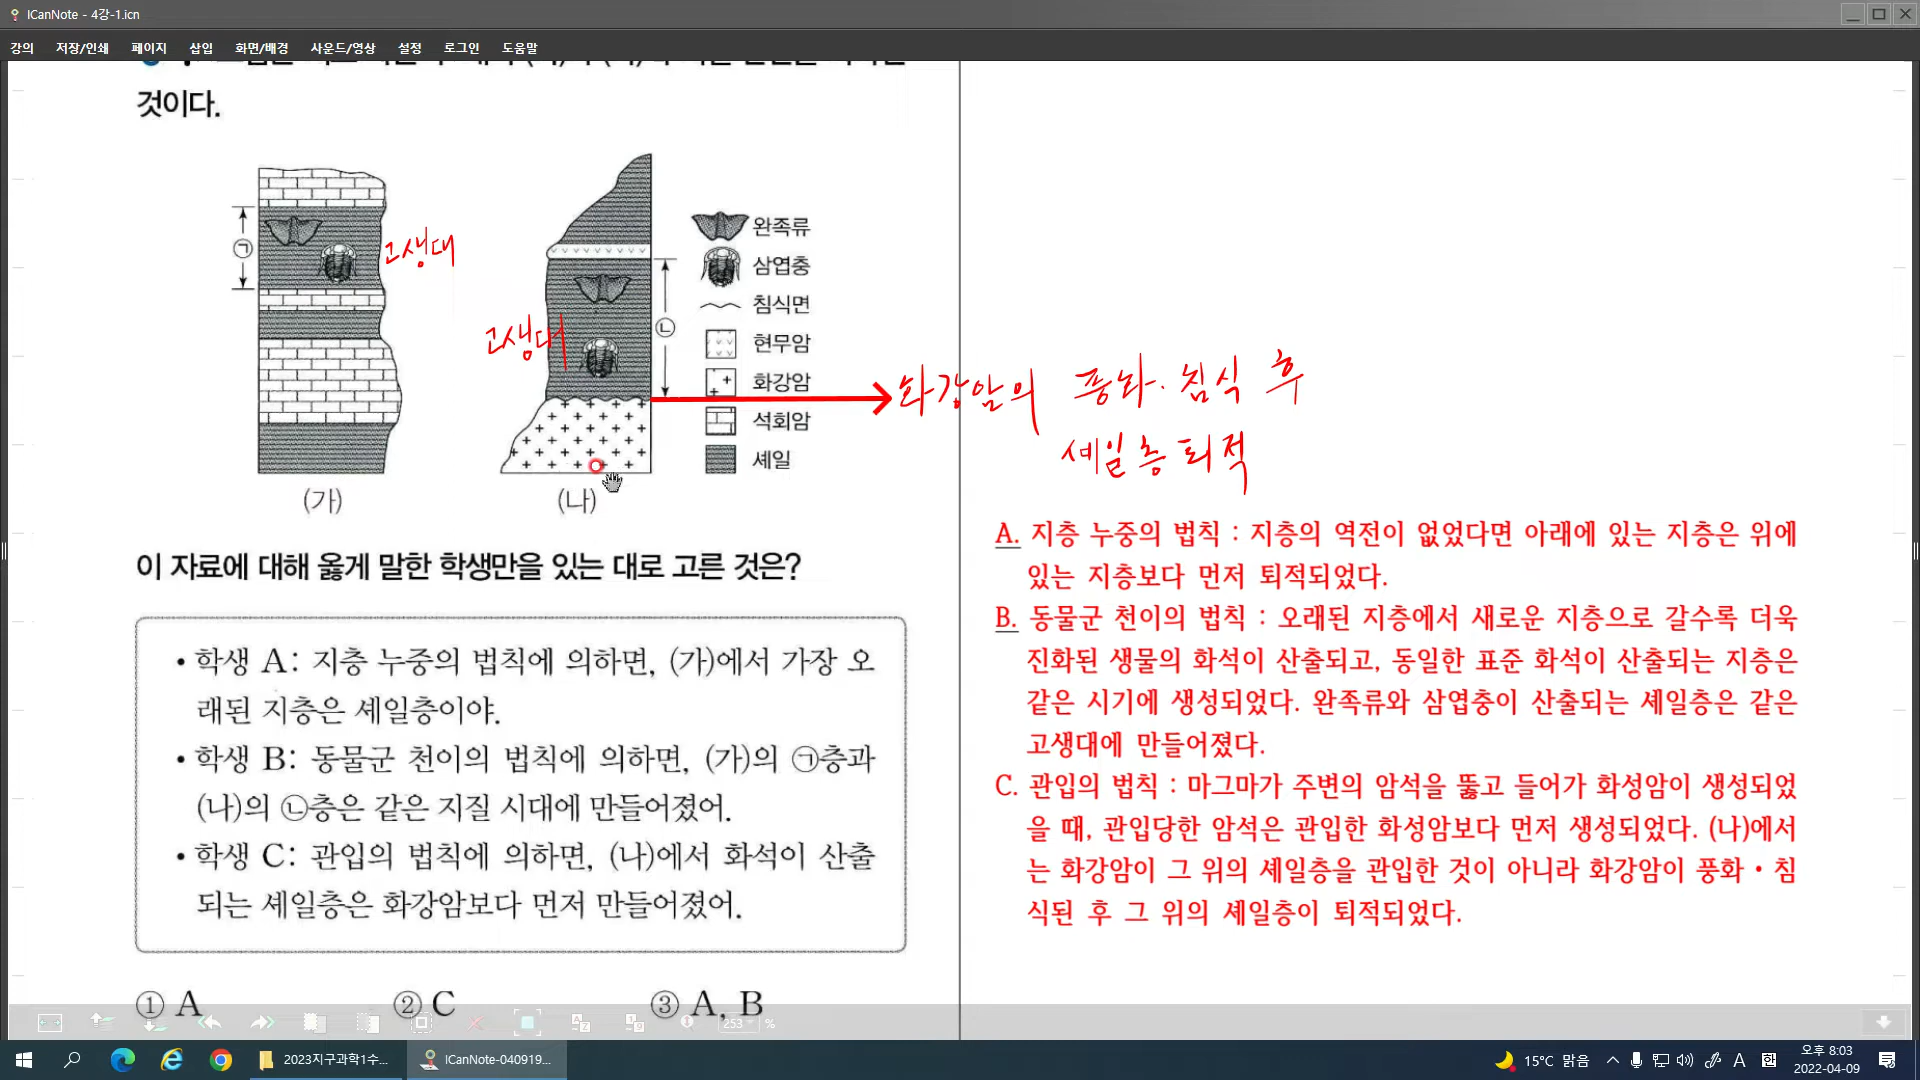 ICanNote - 4강-1.icn
강의 저장/인쇄 페이지 삽입 화면/배경 사운드/영상 설정 로그인 도움말
것이다.
㉠
고생대
고생대
㉡
완족류
삼엽충
침식면
현무암
화강암
석회암
셰일
(가)
(나)
화강암의 풍화·침식 후
셰일층 퇴적
이 자료에 대해 옳게 말한 학생만을 있는 대로 고른 것은?
• 학생 A: 지층 누중의 법칙에 의하면, (가)에서 가장 오
래된 지층은 셰일층이야.
• 학생 B: 동물군 천이의 법칙에 의하면, (가)의 ㉠층과
(나)의 ㉡층은 같은 지질 시대에 만들어졌어.
• 학생 C: 관입의 법칙에 의하면, (나)에서 화석이 산출
되는 셰일층은 화강암보다 먼저 만들어졌어.
① A ② C ③ A, B
A. 지층 누중의 법칙 : 지층의 역전이 없었다면 아래에 있는 지층은 위에
있는 지층보다 먼저 퇴적되었다.
B. 동물군 천이의 법칙 : 오래된 지층에서 새로운 지층으로 갈수록 더욱
진화된 생물의 화석이 산출되고, 동일한 표준 화석이 산출되는 지층은
같은 시기에 생성되었다. 완족류와 삼엽충이 산출되는 셰일층은 같은
고생대에 만들어졌다.
C. 관입의 법칙 : 마그마가 주변의 암석을 뚫고 들어가 화성암이 생성되었
을 때, 관입당한 암석은 관입한 화성암보다 먼저 생성되었다. (나)에서
는 화강암이 그 위의 셰일층을 관입한 것이 아니라 화강암이 풍화·침
식된 후 그 위의 셰일층이 퇴적되었다.
253 %
2023지구과학1수... ICanNote-040919...
15°C 맑음 A 한 오후 8:03
2022-04-09